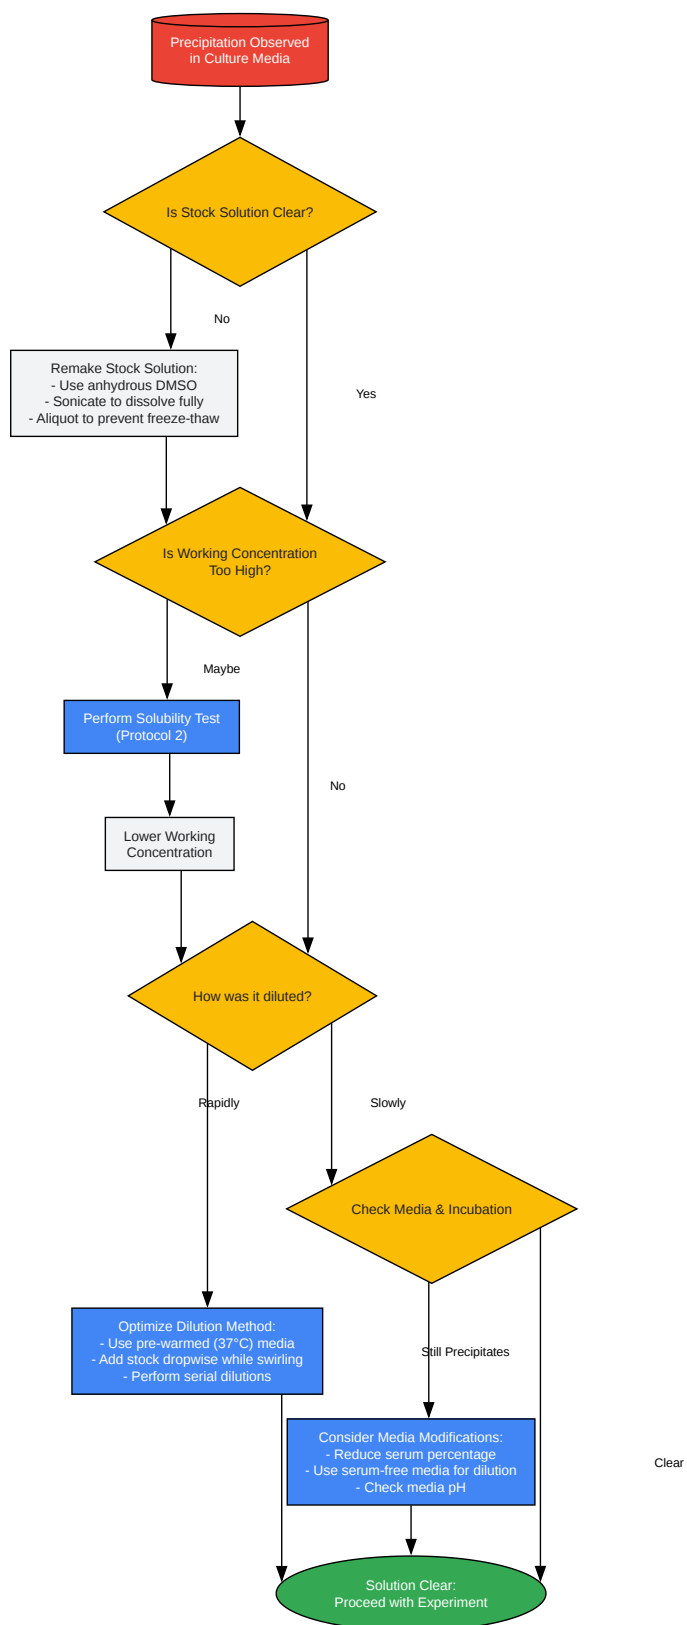 Precipitation Observed
in Culture Media
Is Stock Solution Clear?
No
Remake Stock Solution:
- Use anhydrous DMSO
- Sonicate to dissolve fully
- Aliquot to prevent freeze-thaw
Yes
Is Working Concentration
Too High?
Maybe
Perform Solubility Test
(Protocol 2)
No
Lower Working
Concentration
How was it diluted?
Rapidly
Slowly
Check Media & Incubation
Optimize Dilution Method:
- Use pre-warmed (37°C) media
- Add stock dropwise while swirling
- Perform serial dilutions
Still Precipitates
Consider Media Modifications:
- Reduce serum percentage
- Use serum-free media for dilution
- Check media pH
Clear
Solution Clear:
Proceed with Experiment